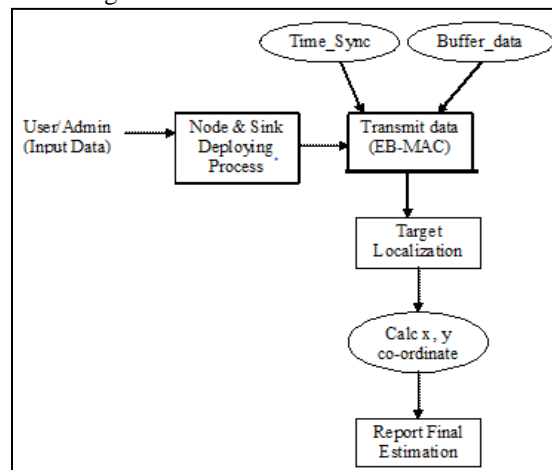 Time_Sync
Buffer_data
User/Admin
(Input Data)
Node & Sink
Deploying
Process
Transmit data
(EB-MAC)
Target
Localization
Calc x, y
co-ordinate
Report Final
Estimation